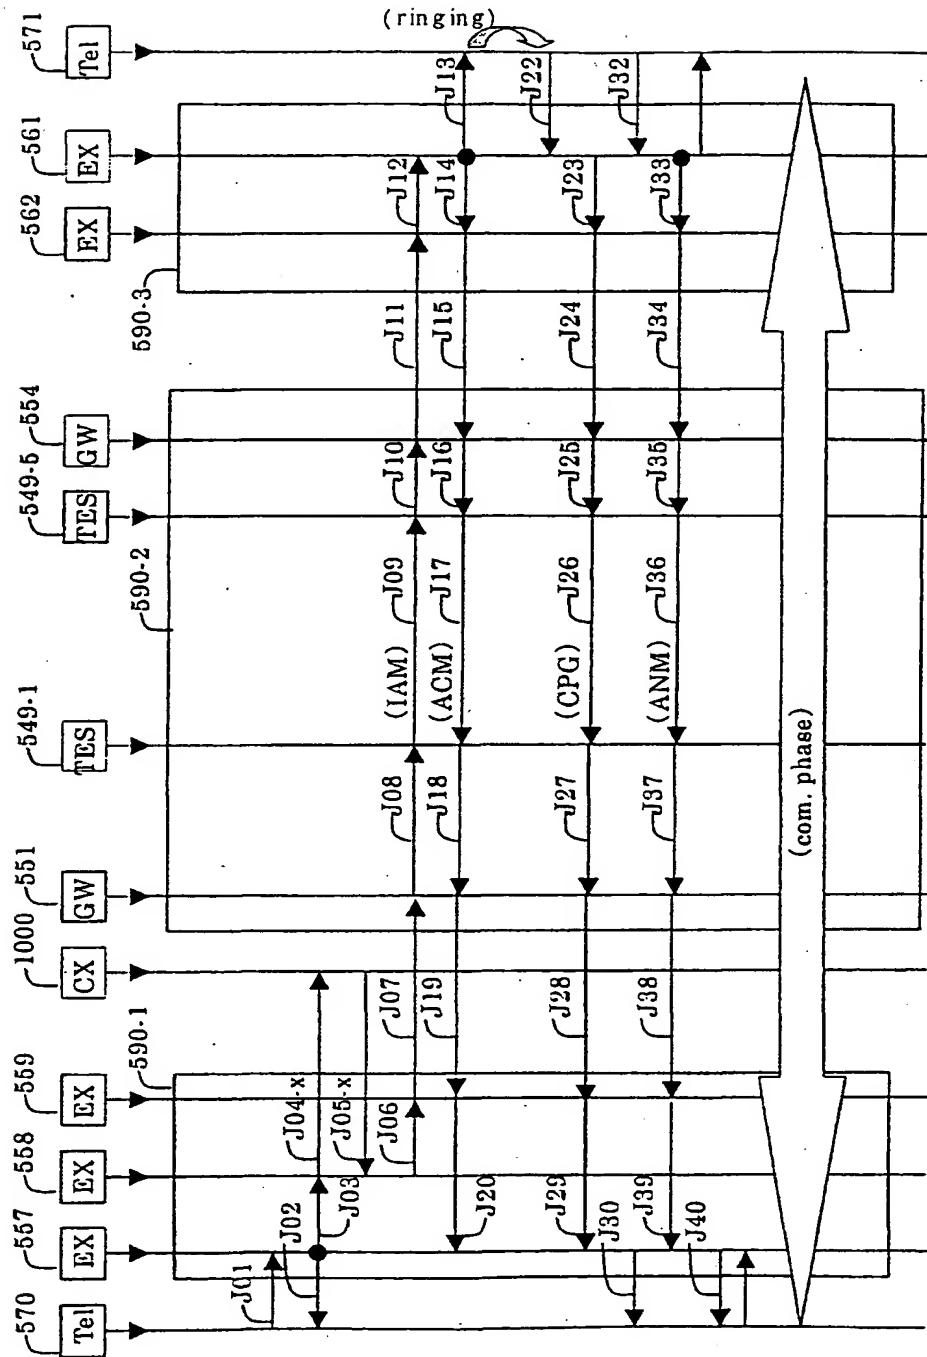 570 Tel
557 EX
558 EX
559 EX
590-1
1000 CX
551 GW
549-1 TES
590-2
549-5 TES
554 GW
590-3
562 EX
561 EX
571 Tel
J01
J02
J03
J04-x
J05-x
J06
J07
J08
(IAM) J09
J10
J11
J12
J13
(ringing)
J14
J15
J16
(ACM) J17
J18
J19
J20
J22
J23
J24
J25
(CPG) J26
J27
J28
J29
J30
J32
J33
J34
J35
(ANM) J36
J37
J38
J39
J40
(com. phase)